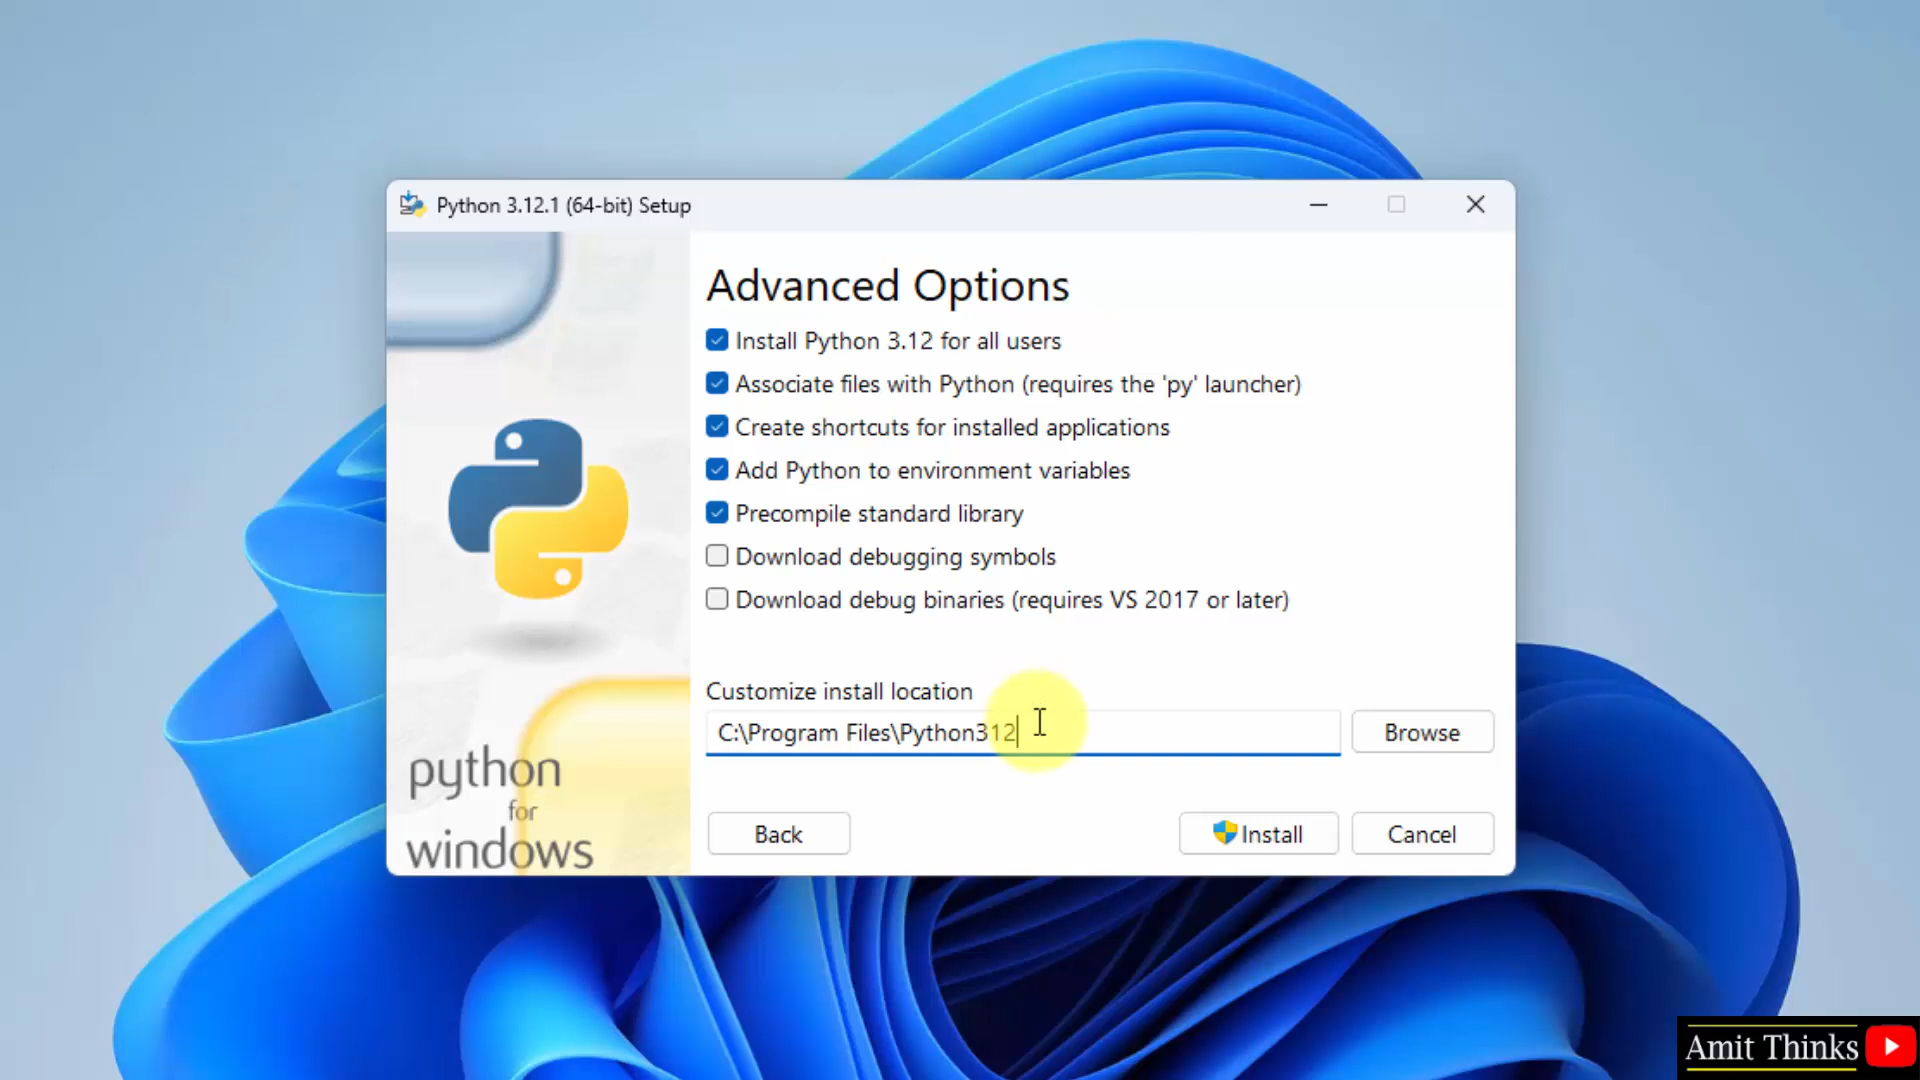 Python 3.12.1 (64-bit) Setup
Advanced Options
Install Python 3.12 for all users
Associate files with Python (requires the 'py' launcher)
Create shortcuts for installed applications
Add Python to environment variables
Precompile standard library
Download debugging symbols
Download debug binaries (requires VS 2017 or later)
Customize install location
C:\Program Files\Python312
Browse
python
for
windows
Back
Install
Cancel
Amit Thinks